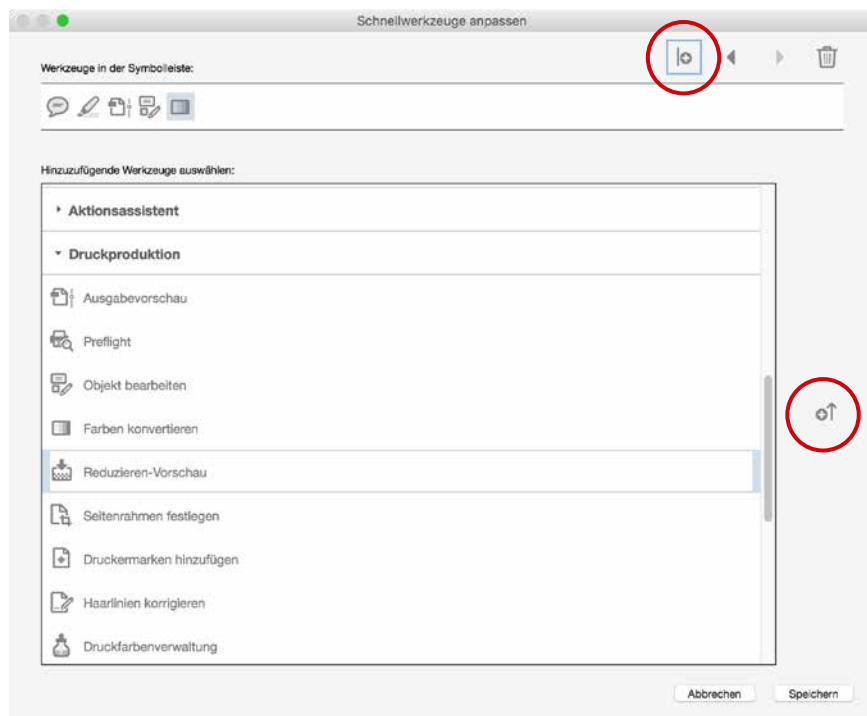 Schnellwerkzeuge anpassen
Werkzeuge in der Symbolleiste:
Hinzuzufügende Werkzeuge auswählen:
Aktionsassistent
Druckproduktion
Ausgabevorschau
Preflight
Objekt bearbeiten
Farben konvertieren
Reduzieren-Vorschau
Seitenrahmen festlegen
Druckermarken hinzufügen
Haarlinien korrigieren
Druckfarbenverwaltung
Abbrechen Speichern